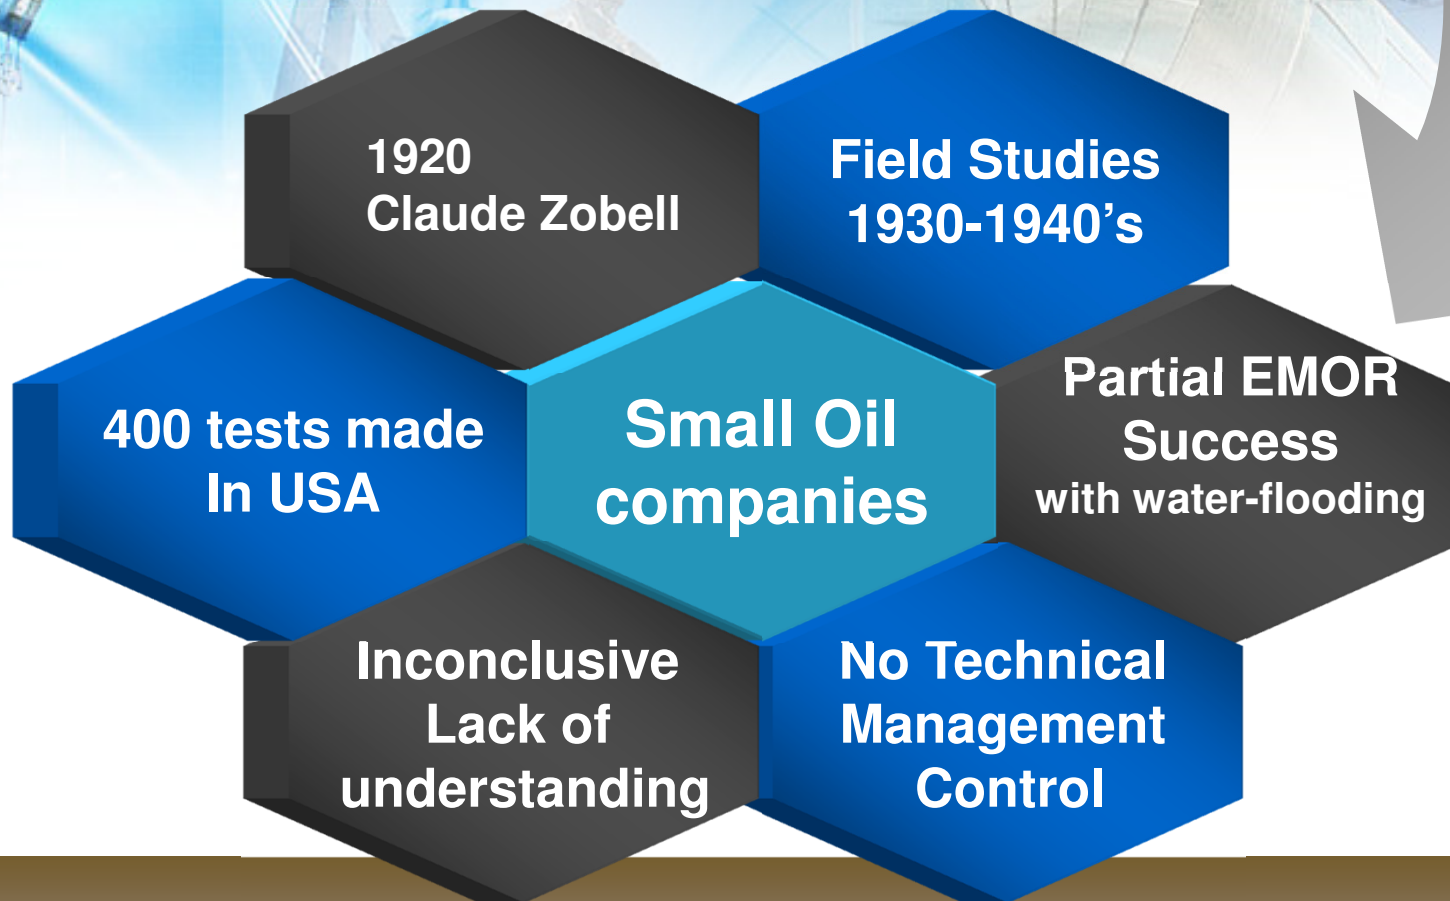 1920
Claude Zobell
Field Studies
1930-1940’s
400 tests made
In USA
Small Oil
companies
Partial EMOR
Success
with water-flooding
Inconclusive
Lack of
understanding
No Technical
Management
Control